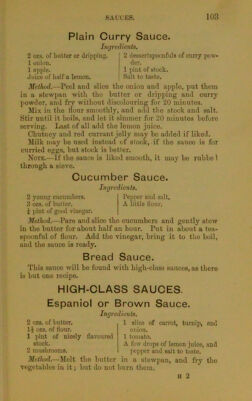 SAUCES. 103
Plain Curry Sauce.
Ingredients.
2 ozs. of butter or dripping.
1 onion.
1 apple.
Juice of half a lemon.
2 dessertspoonfuls of curry pow-
der.
1 pint of stock.
Salt to taste.
Method.—Peel and slice the onion and apple, put them
in a stewpan with the butter or dripping and curry
powder, and fry without discolouring for 20 minutes.
Mix in the flour smoothly, and add the stock and salt.
Stir until it boils, and let it simmer for 20 minutes before
serving. Last of all add the lemon juice.
Chutney and red currant jelly may be added if liked.
Milk may be used instead of stock, if the sauce is for
curried eggs, but stock is better.
NOTE.—If the sauce is liked smooth, it may be rubbe l
through a sieve.
Cucumber Sauce.
Ingredients.
2 young cucumbers.
3 ozs. of butter.
¼ pint of good vinegar.
Pepper and salt.
A little flour.
Method.—Pare and slice the cucumbers and gently stew
in the butter for about half an hour. Put in about a tea-
spoonful of flour. Add the vinegar, bring it to the boil,
and the sauce is ready.
Bread Sauce.
This sauce will be found with high-class sauces, as there
is but one recipe.
HIGH-CLASS SAUCES.
Espaniol or Brown Sauce.
Ingredients.
2 ozs. of butter.
1½ ozs. of flour.
1 pint of nicely flavoured
stock.
2 mushrooms.
1 slice of carrot, turnip, and
onion.
1 tomato.
A few drops of lemon juice, and
pepper and salt to taste.
Method—Melt the butter in a stewpan, and fry the
vegetables in it; but do not burn them.
H 2